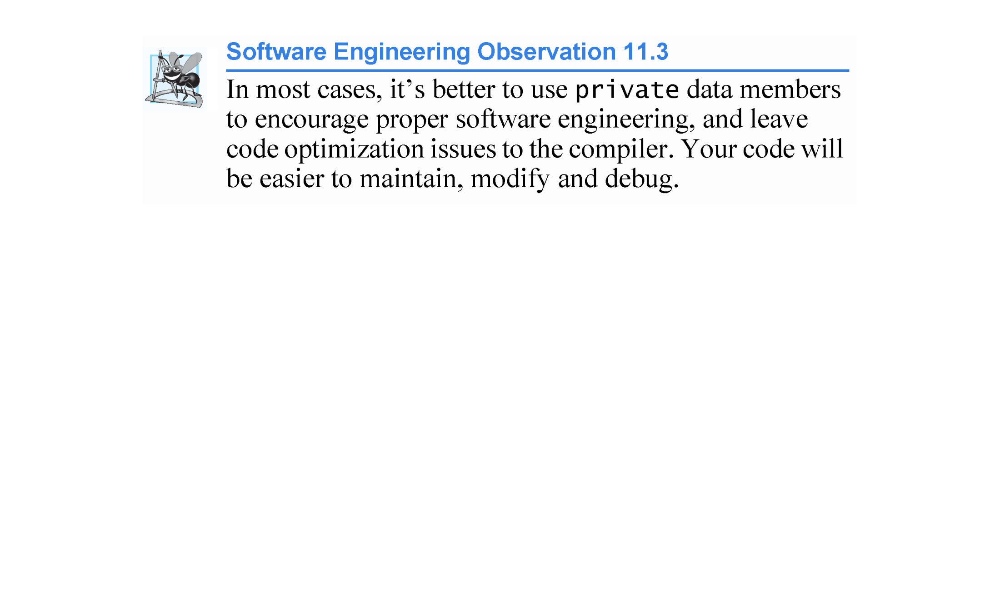 Software Engineering Observation 11.3
In most cases, it’s better to use private data members
to encourage proper software engineering, and leave
code optimization issues to the compiler. Your code will
be easier to maintain, modify and debug.